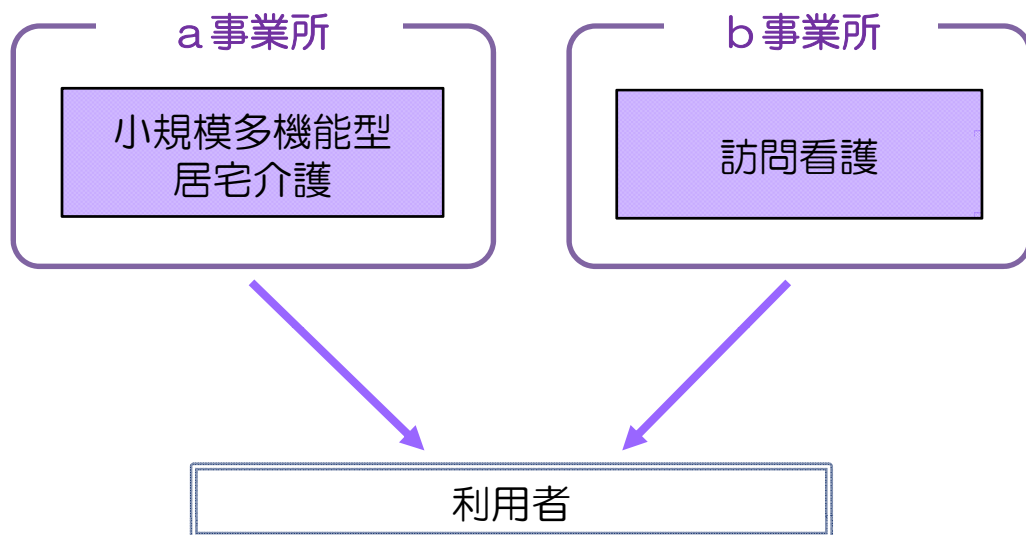 a事業所
小規模多機能型
居宅介護
b事業所
訪問看護
利用者